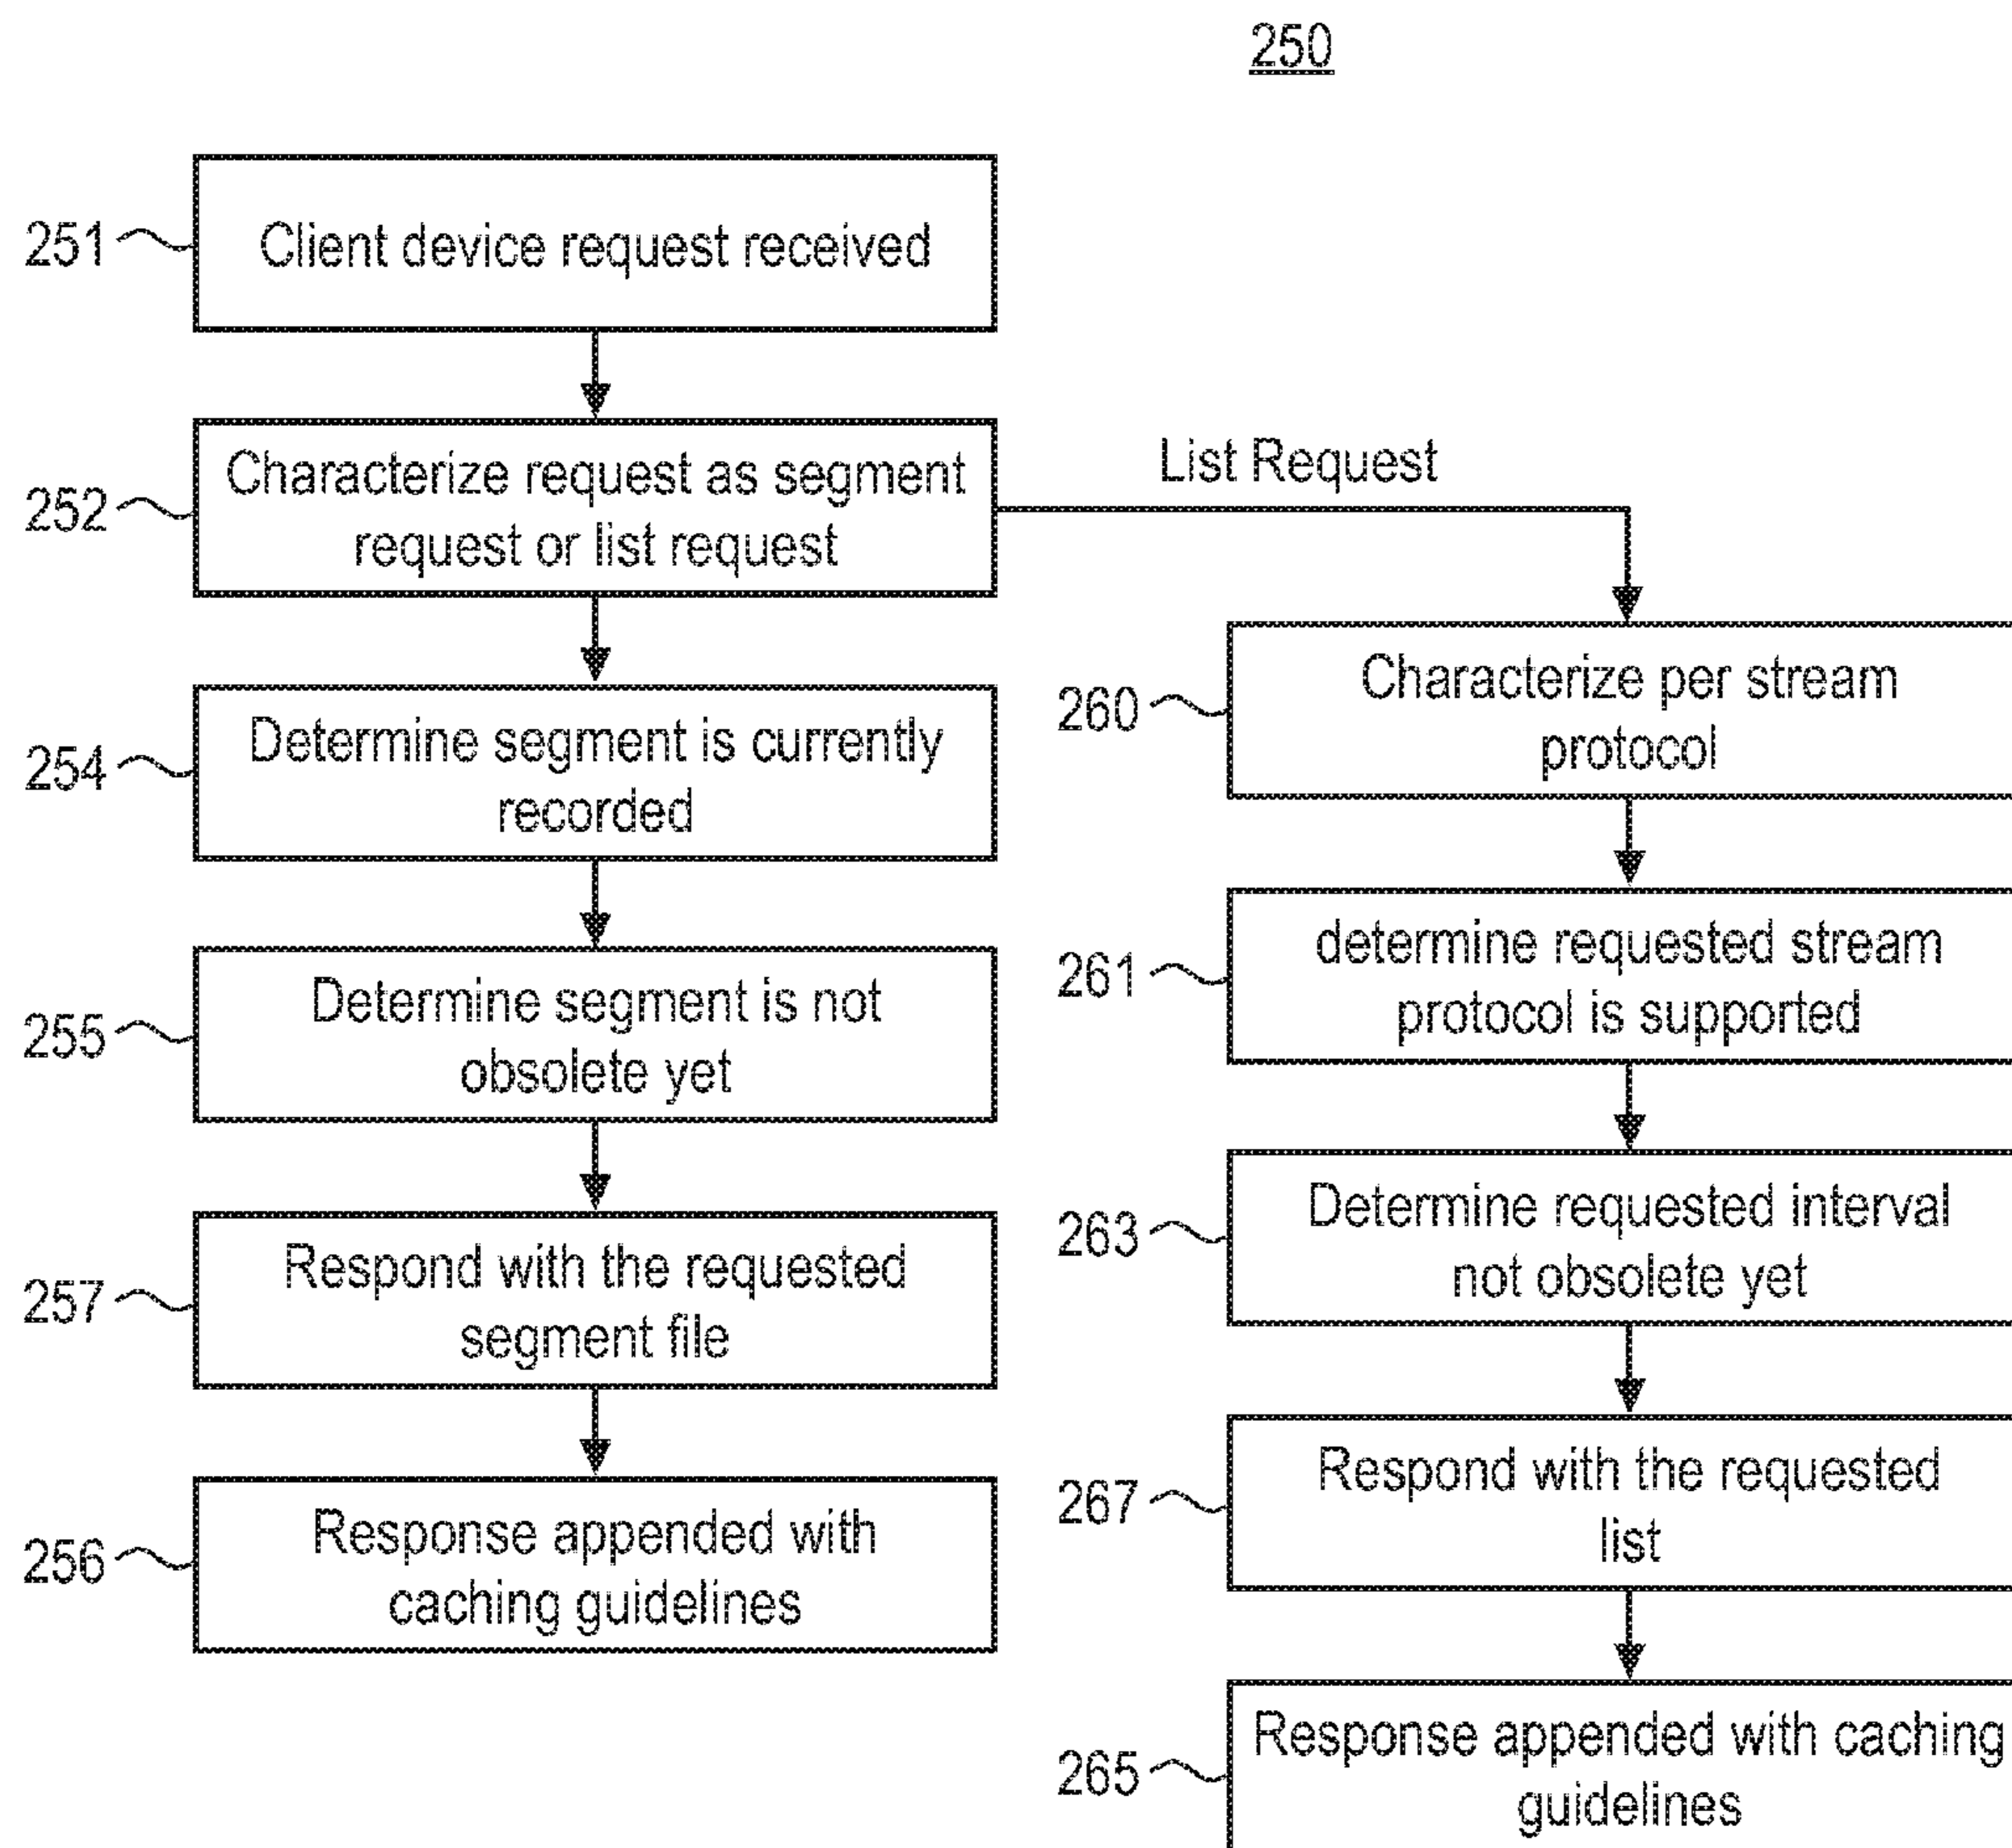 250
251
Client device request received
252
Characterize request as segment
request or list request
List Request
254
Determine segment is currently
recorded
255
Determine segment is not
obsolete yet
257
Respond with the requested
segment file
256
Response appended with
caching guidelines
260
Characterize per stream
protocol
261
determine requested stream
protocol is supported
263
Determine requested interval
not obsolete yet
267
Respond with the requested
list
265
Response appended with caching
guidelines